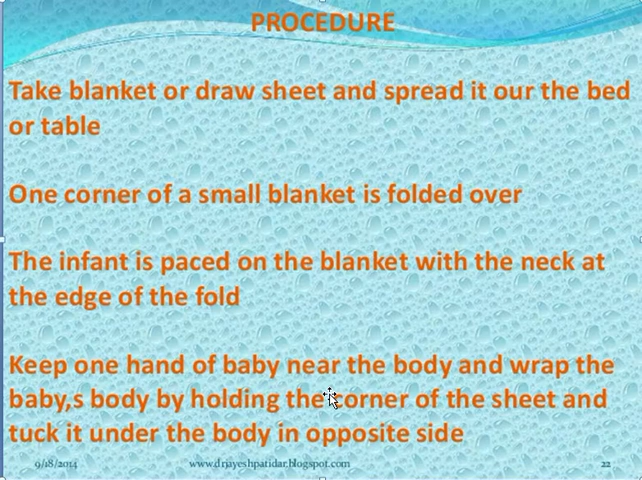 PROCEDURE
Take blanket or draw sheet and spread it our the bed
or table
One corner of a small blanket is folded over
The infant is paced on the blanket with the neck at
the edge of the fold
Keep one hand of baby near the body and wrap the
baby,s body by holding the corner of the sheet and
tuck it under the body in opposite side
9/18/2014 www.drjayeshpatidar.blogspot.com 22